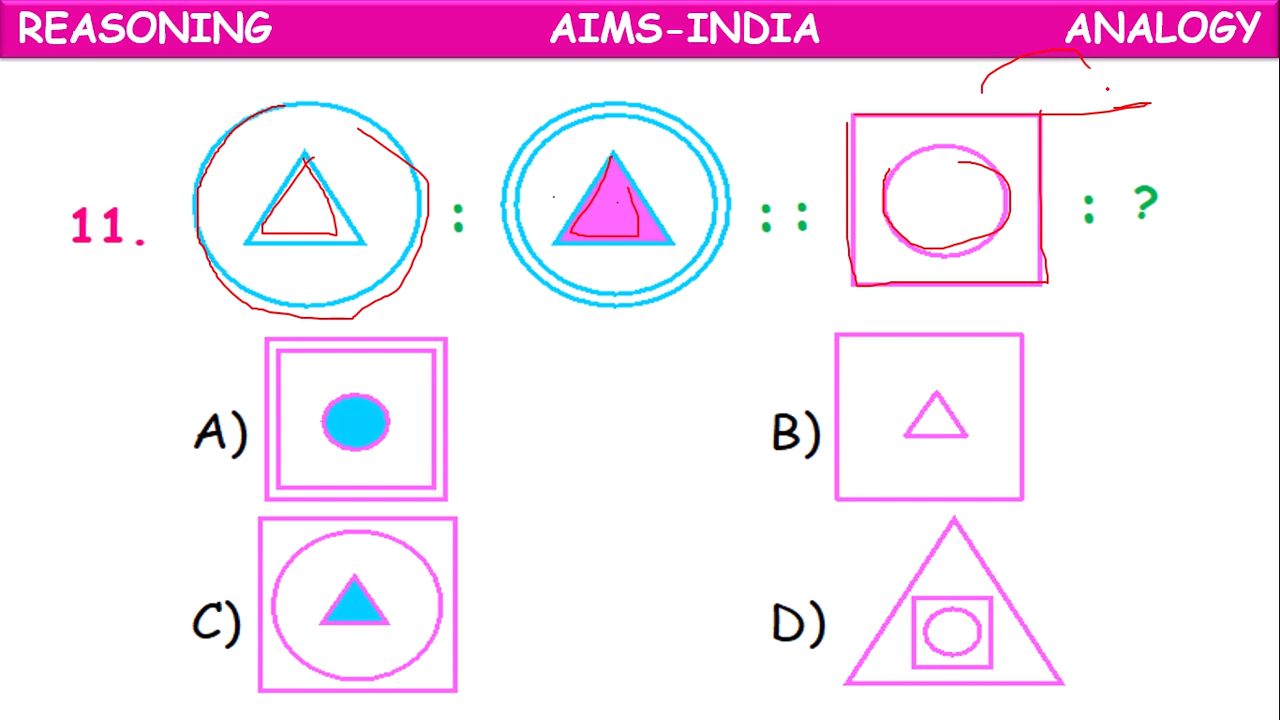 REASONING AIMS-INDIA ANALOGY
11. : : : : ?
A) B)
C) D)